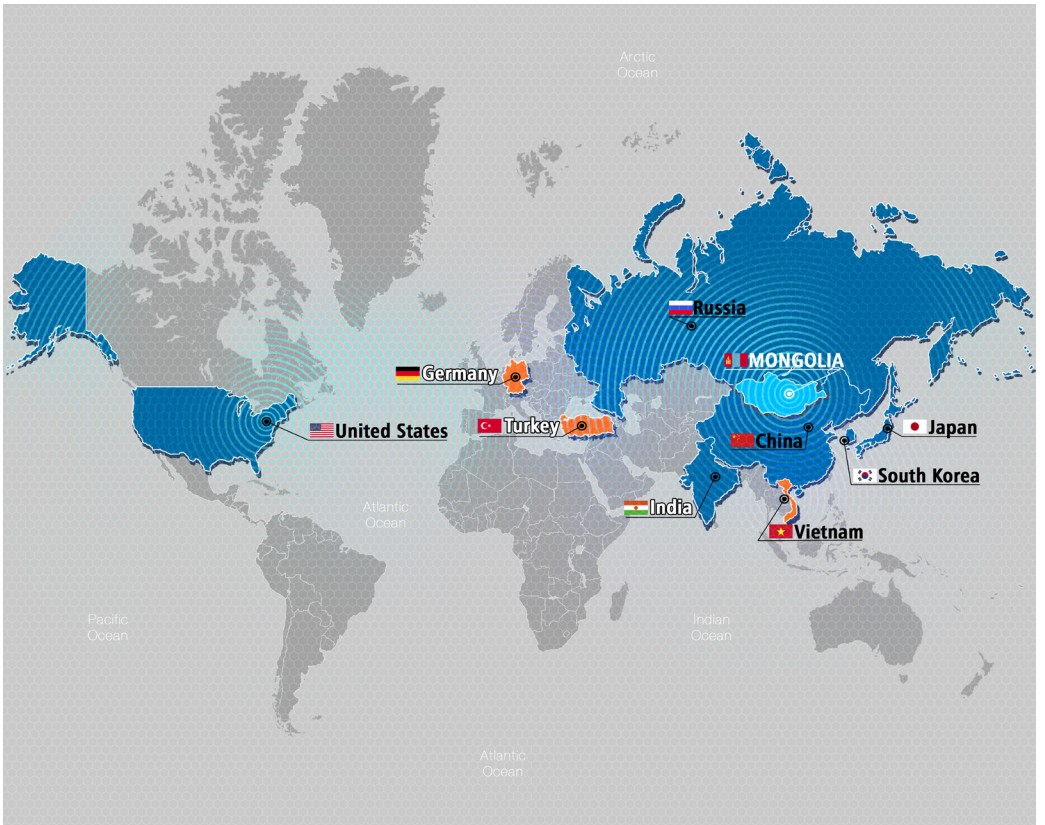 Arctic
Ocean
Russia
MONGOLIA
Germany
Turkey
United States
China
Japan
South Korea
India
Atlantic
Ocean
Vietnam
Pacific
Ocean
Indian
Ocean
Atlantic
Ocean